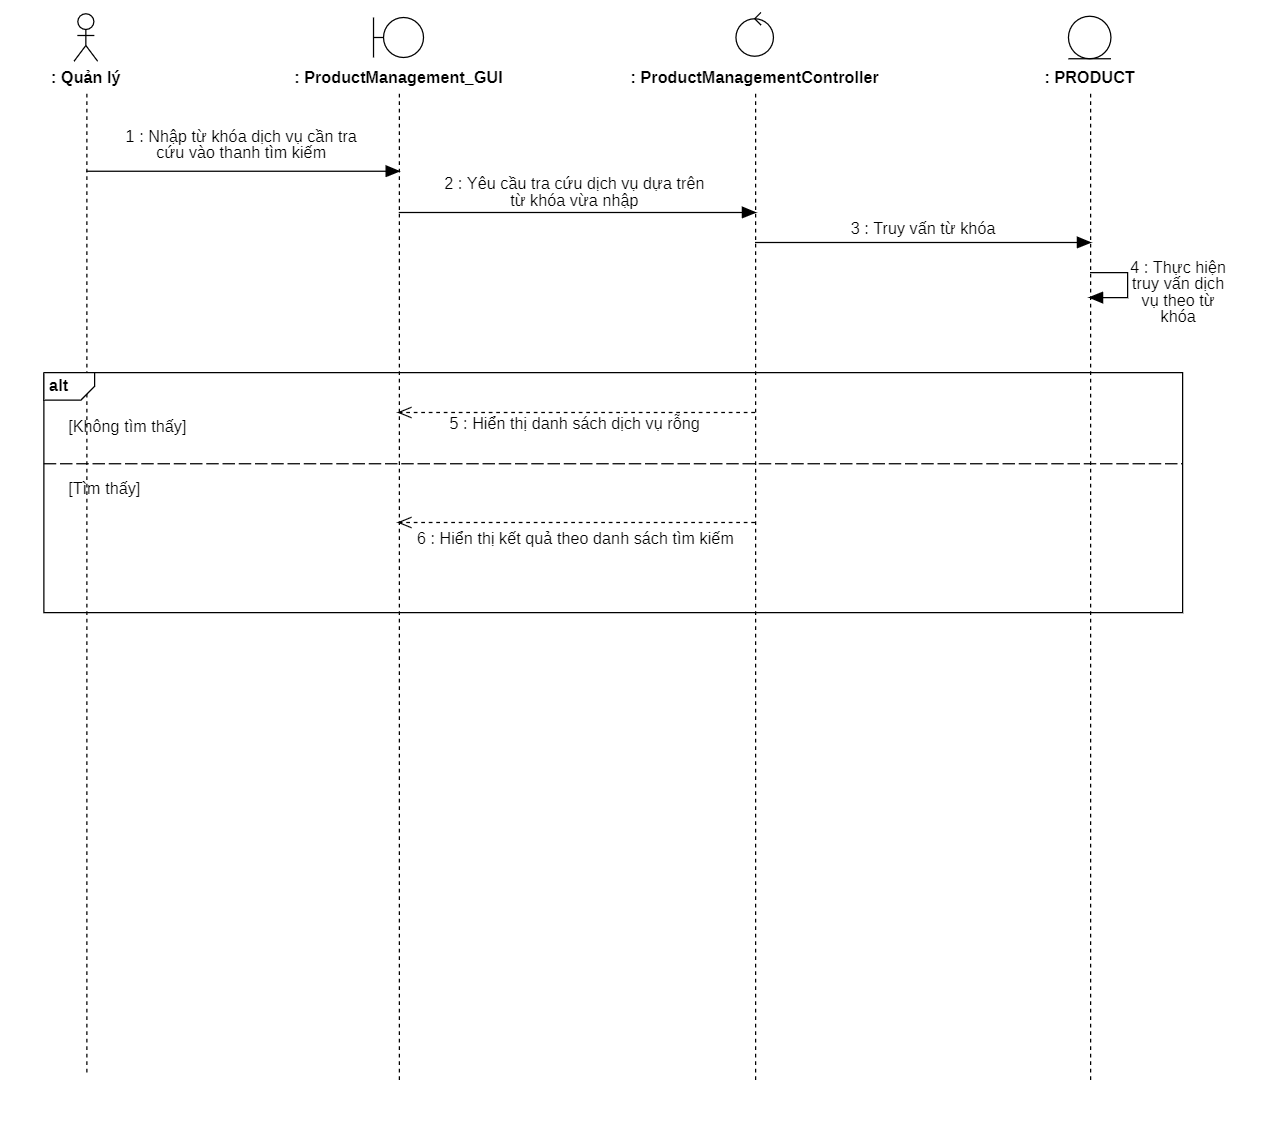 : Quản lý
: ProductManagement_GUI
: ProductManagementController
: PRODUCT
1 : Nhập từ khóa dịch vụ cần tra
cứu vào thanh tìm kiếm
2 : Yêu cầu tra cứu dịch vụ dựa trên
từ khóa vừa nhập
3 : Truy vấn từ khóa
4 : Thực hiện
truy vấn dịch
vụ theo từ
khóa
alt
[Không tìm thấy]
5 : Hiển thị danh sách dịch vụ rỗng
[Tìm thấy]
6 : Hiển thị kết quả theo danh sách tìm kiếm